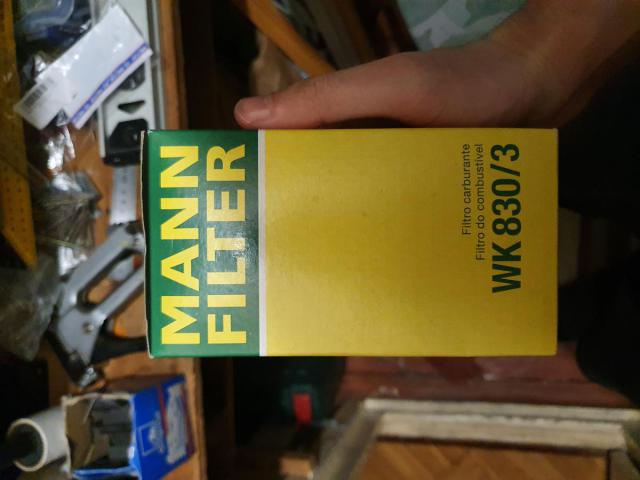 MANN
FILTER
Filtro carburante
Filtro do combustível
WK 830/3